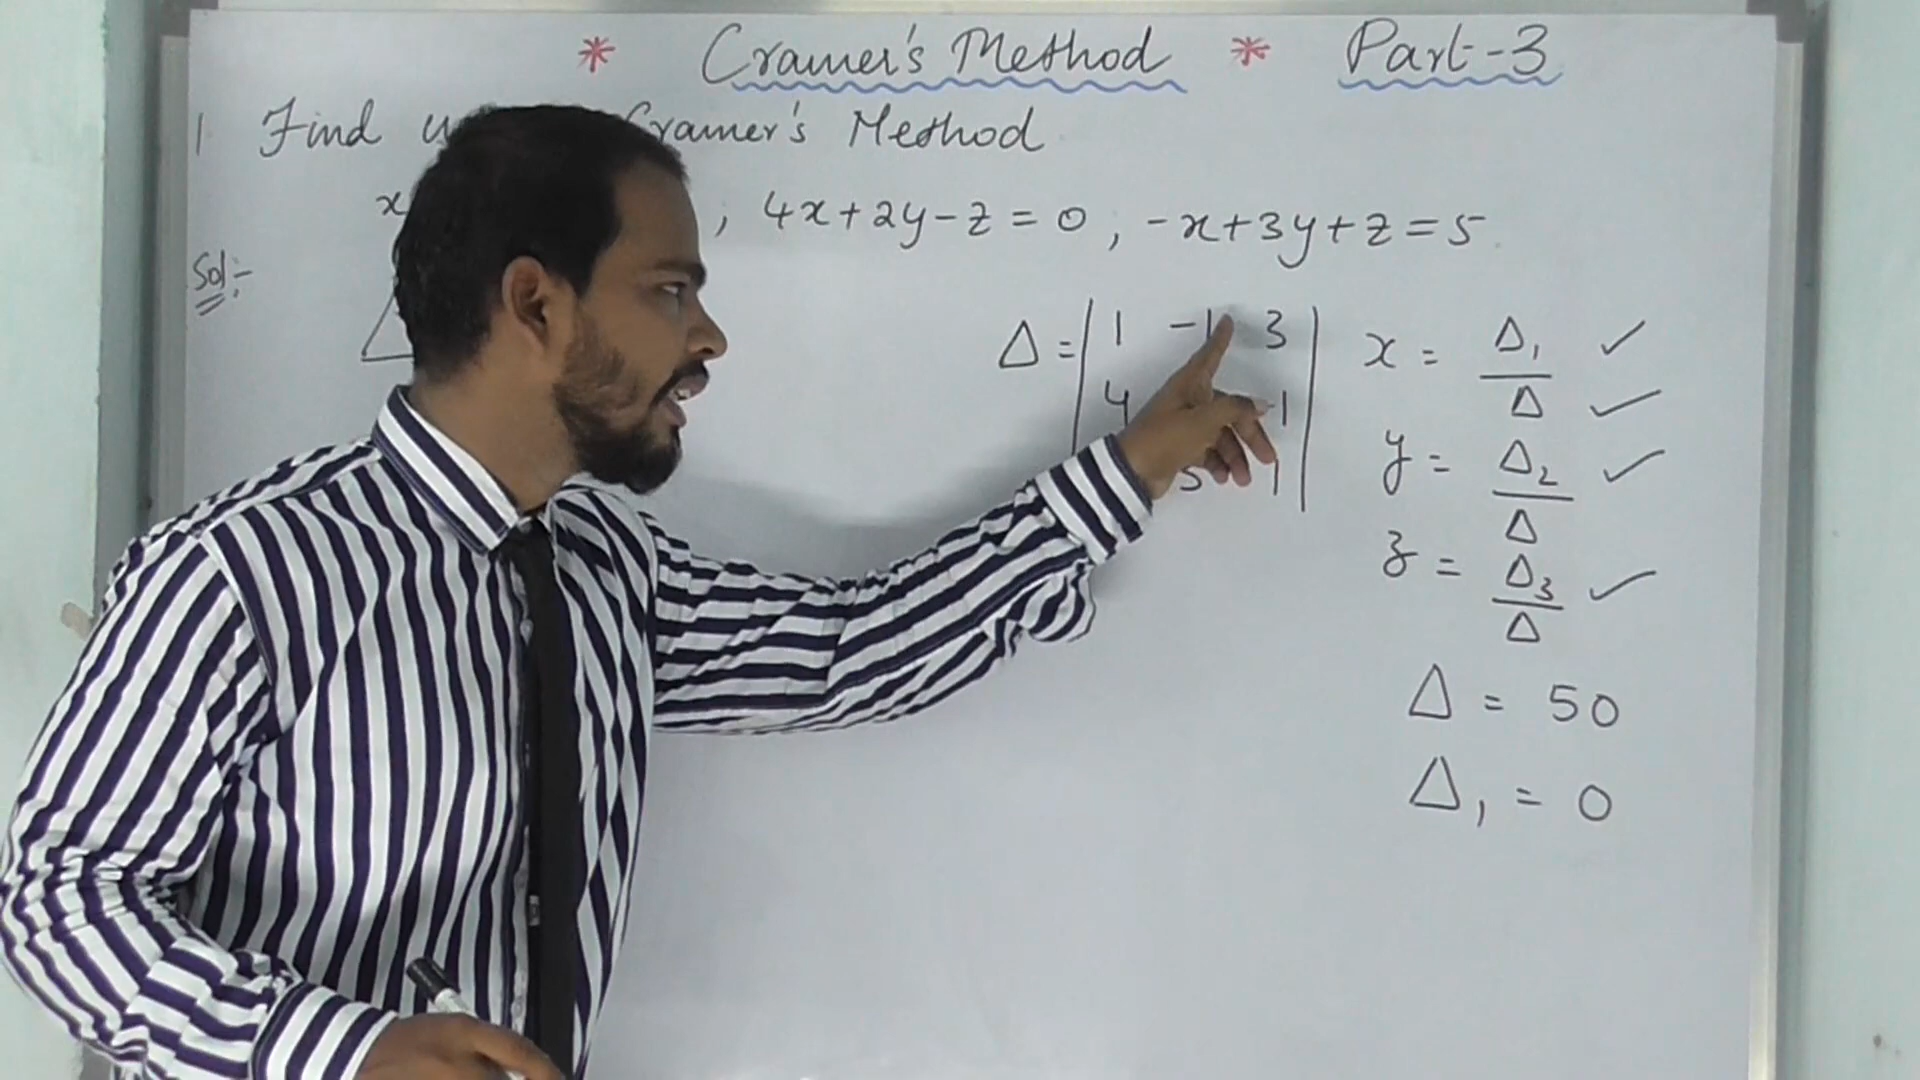 * Cramer's Method * Part-3
1 Find Cramer's Method
x , 4x+2y-z=0 ; -x+3y+z=5
Sol:-
Δ = | 1 -1 3 |
4 -1
1
x = Δ₁/Δ ✓ ✓
y = Δ₂/Δ ✓
z = Δ₃/Δ ✓
Δ = 50
Δ₁ = 0